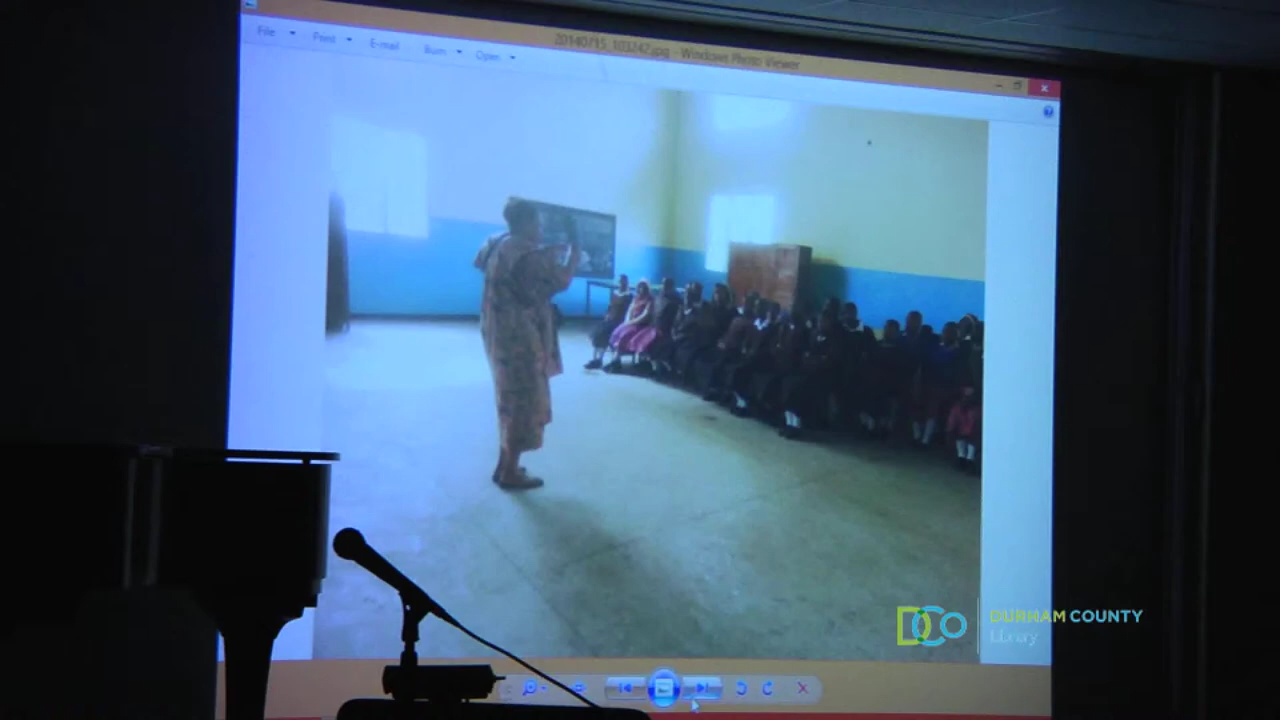 20140715_103242.jpg - Windows Photo Viewer
File Print E-mail Burn Open
DCo DURHAM COUNTY
Library